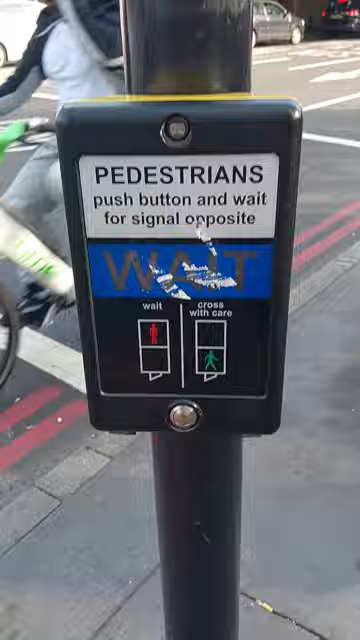 PEDESTRIANS
push button and wait
for signal opposite
WAIT
wait
cross
with care